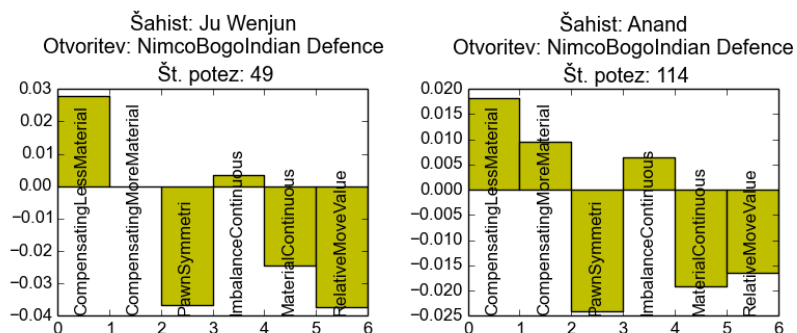 Šahist: Ju Wenjun
Otvoritev: NimcoBogoIndian Defence
Št. potez: 49
0.03
0.02
0.01
0.00
−0.01
−0.02
−0.03
−0.04
CompensatingLessMaterial
CompensatingMoreMaterial
PawnSymmetri
ImbalanceContinuous
MaterialContinuous
RelativeMoveValue
0 1 2 3 4 5 6
Šahist: Anand
Otvoritev: NimcoBogoIndian Defence
Št. potez: 114
0.020
0.015
0.010
0.005
0.000
−0.005
−0.010
−0.015
−0.020
−0.025
CompensatingLessMaterial
CompensatingMoreMaterial
PawnSymmetri
ImbalanceContinuous
MaterialContinuous
RelativeMoveValue
0 1 2 3 4 5 6